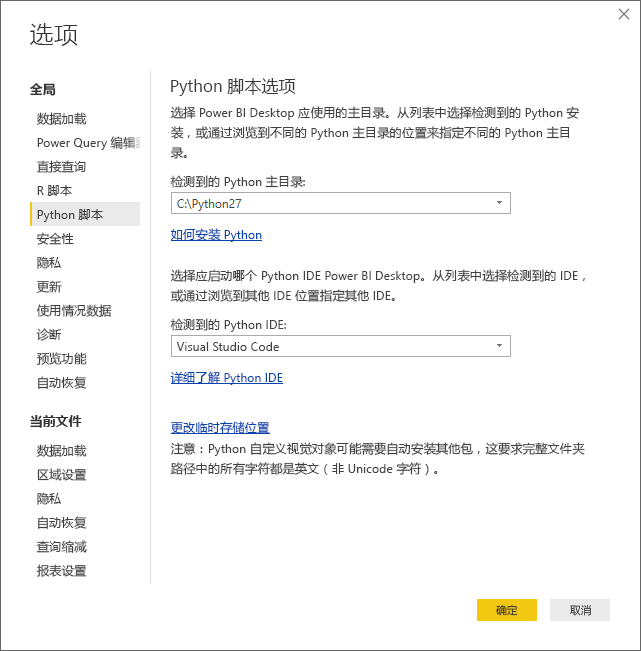 选项
全局
数据加载
Power Query 编辑
直接查询
R 脚本
Python 脚本
安全性
隐私
更新
使用情况数据
诊断
预览功能
自动恢复
当前文件
数据加载
区域设置
隐私
自动恢复
查询缩减
报表设置
Python 脚本选项
选择 Power BI Desktop 应使用的主目录。从列表中选择检测到的 Python 安
装，或通过浏览到不同的 Python 主目录的位置来指定不同的 Python 主目
录。
检测到的 Python 主目录:
C:\Python27
如何安装 Python
选择应启动哪个 Python IDE Power BI Desktop。从列表中选择检测到的 IDE，
或通过浏览到其他 IDE 位置指定其他 IDE。
检测到的 Python IDE:
Visual Studio Code
详细了解 Python IDE
更改临时存储位置
注意：Python 自定义视觉对象可能需要自动安装其他包，这要求完整文件夹
路径中的所有字符都是英文（非 Unicode 字符）。
确定
取消